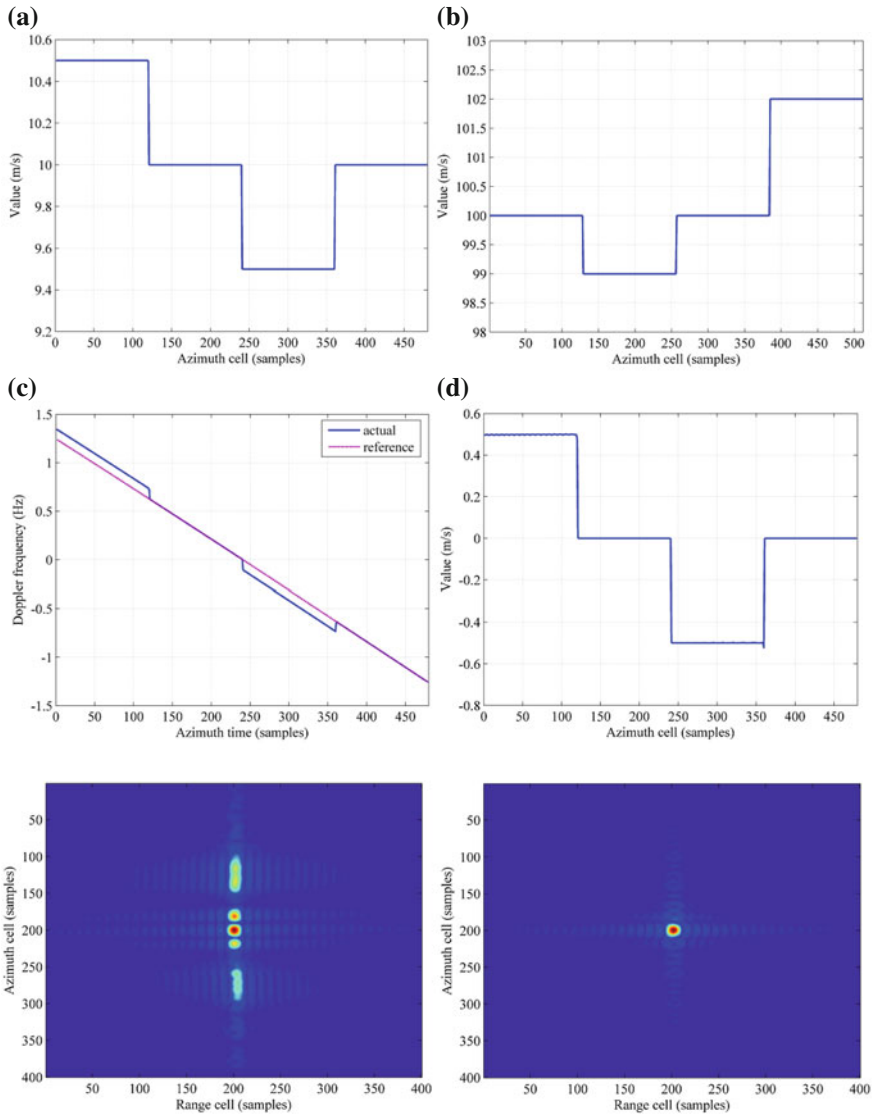 (a)
10.6
10.4
10.2
10
9.8
9.6
9.4
9.2
Value (m/s)
0 50 100 150 200 250 300 350 400 450
Azimuth cell (samples)
(b)
103
102.5
102
101.5
101
100.5
100
99.5
99
98.5
98
Value (m/s)
50 100 150 200 250 300 350 400 450 500
Azimuth cell (samples)
(c)
1.5
1
0.5
0
-0.5
-1
-1.5
Doppler frequency (Hz)
actual
reference
0 50 100 150 200 250 300 350 400 450
Azimuth time (samples)
(d)
0.6
0.4
0.2
0
-0.2
-0.4
-0.6
-0.8
Value (m/s)
0 50 100 150 200 250 300 350 400 450
Azimuth cell (samples)
50
100
150
200
250
300
350
400
Azimuth cell (samples)
50 100 150 200 250 300 350 400
Range cell (samples)
50
100
150
200
250
300
350
400
Azimuth cell (samples)
50 100 150 200 250 300 350 400
Range cell (samples)